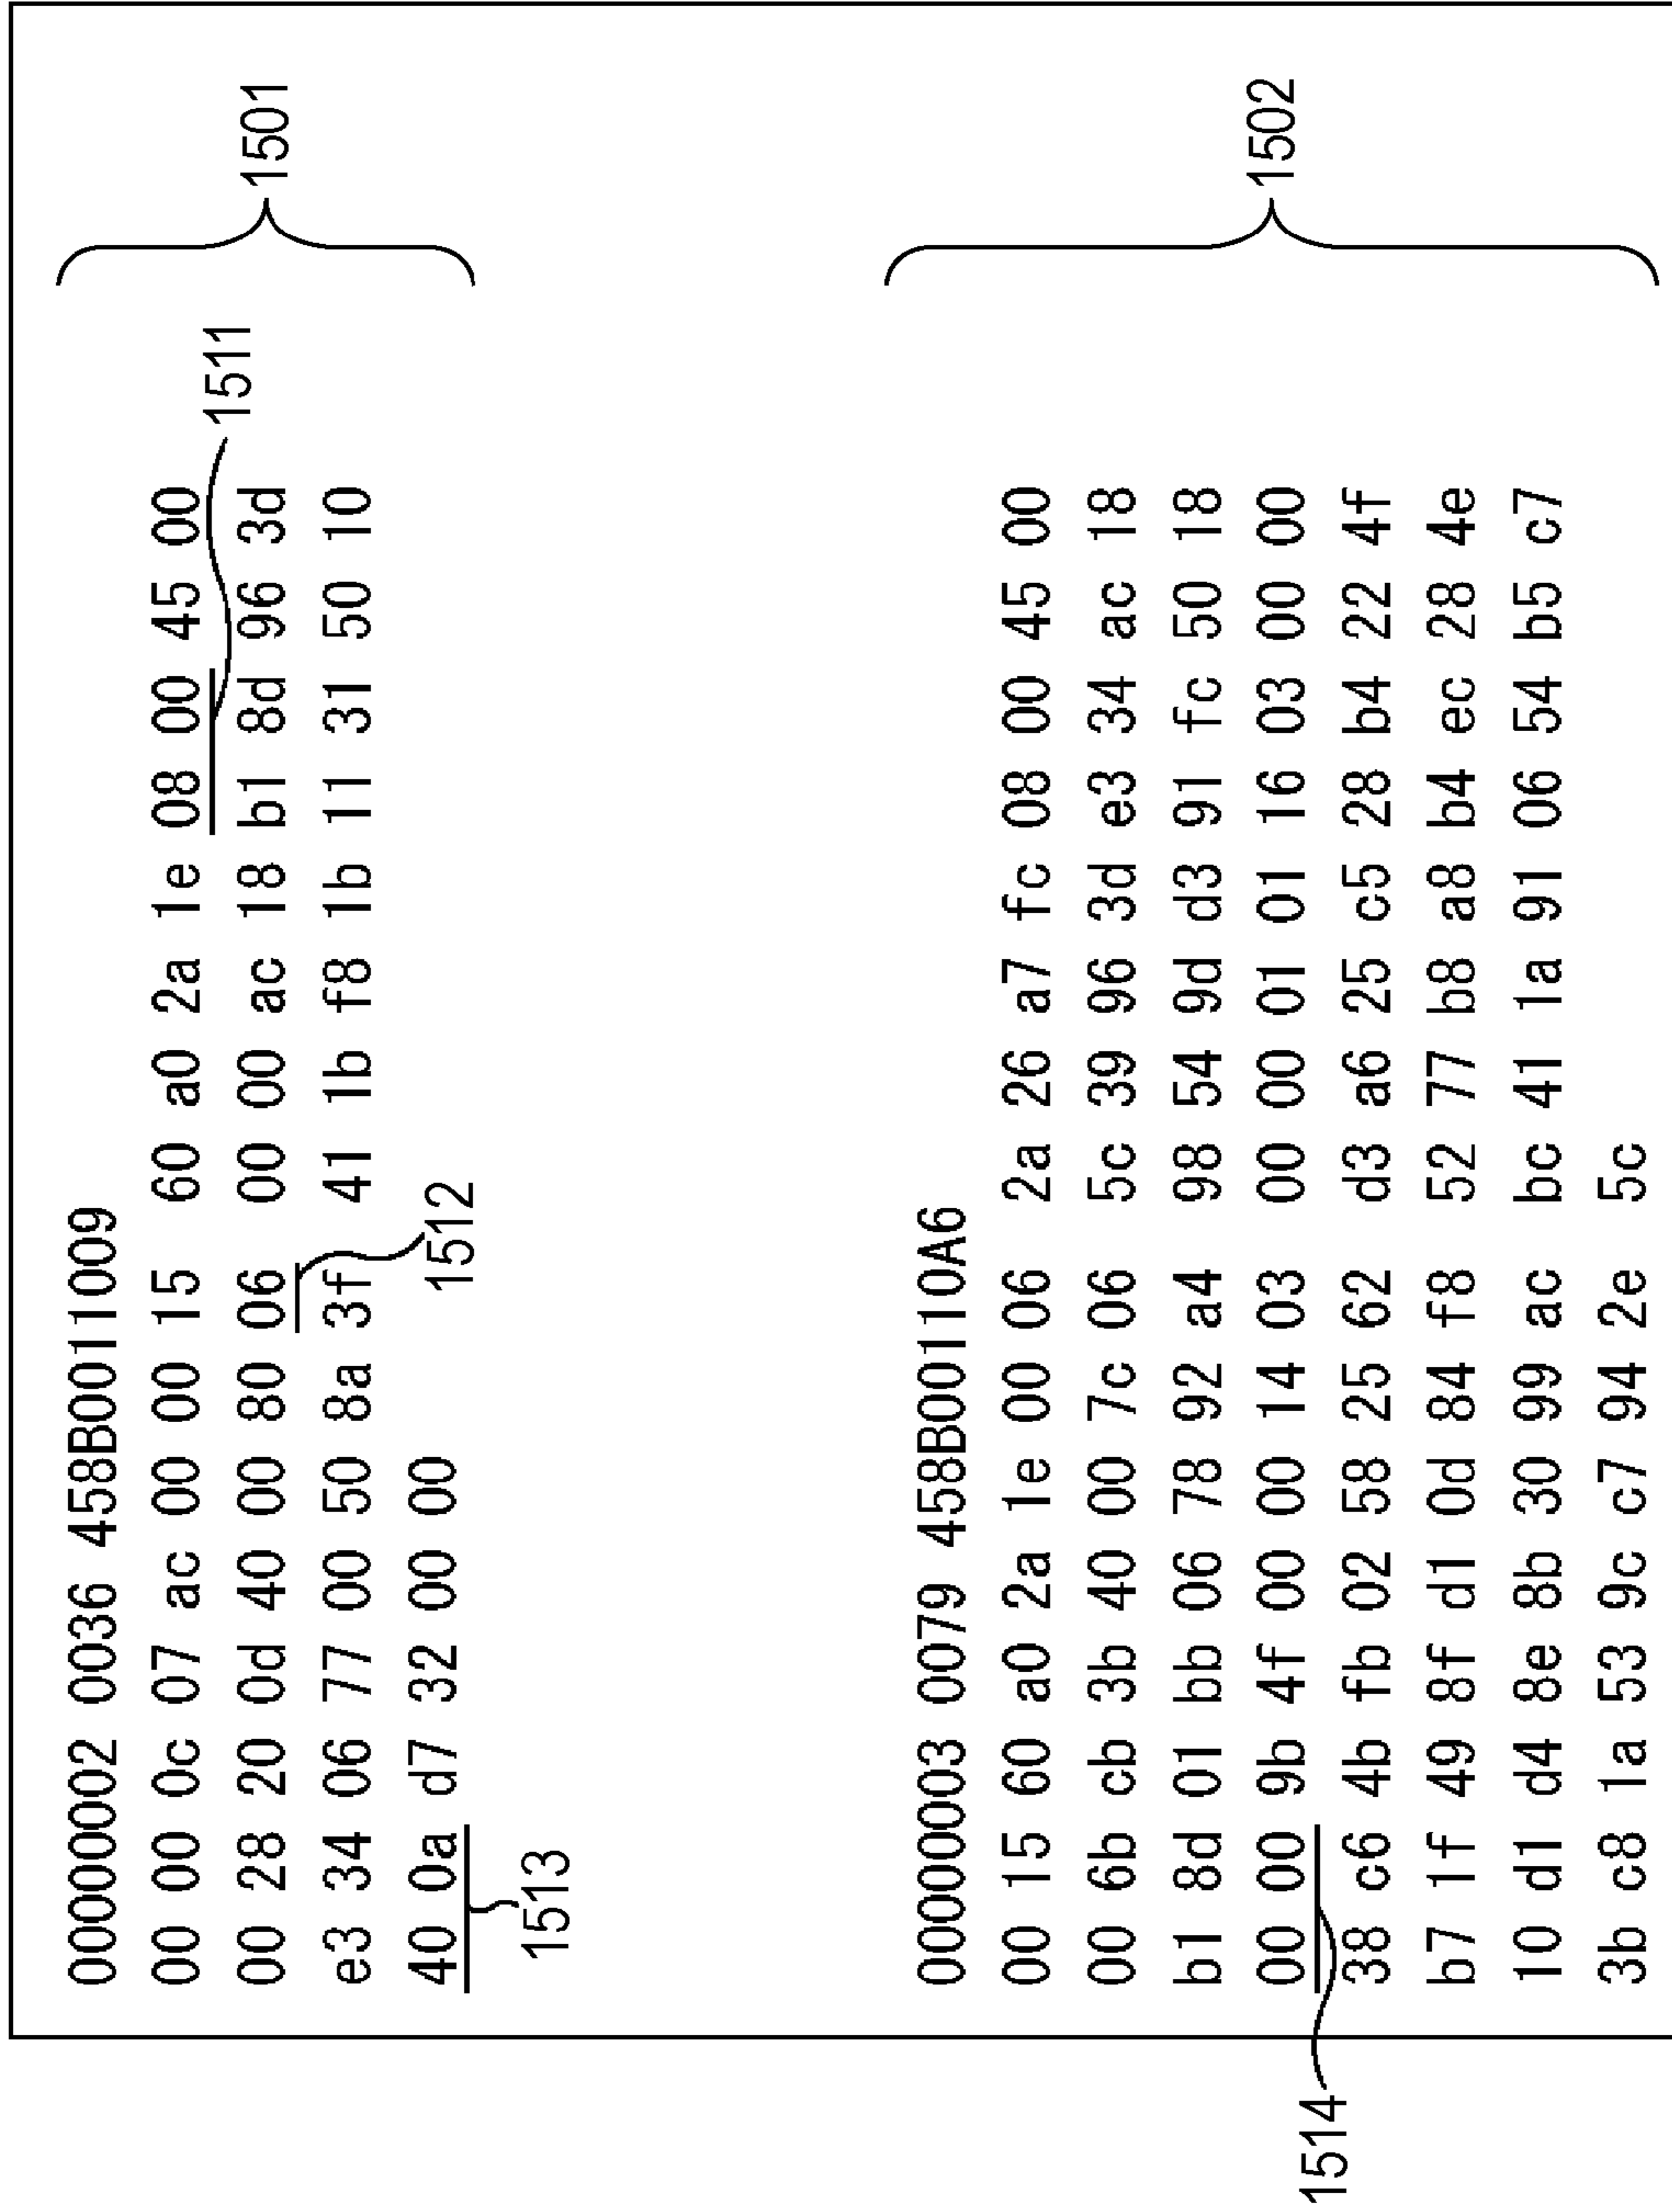 00000002 0036 458B00111009
00 00 0c 07 ac 00 00 15 60 a0 2a 1e 08 00 45 00
00 28 20 0d 40 00 80 06 00 00 ac 18 b1 8d 96 3d
e3 34 06 77 00 50 8a 3f 41 1b f8 1b 11 31 50 10
40 0a d7 32 00 00
1501
1511
1512
1513
00000003 0079 458B001110A6
00 15 60 a0 2a 1e 00 06 2a 26 a7 fc 08 00 45 00
00 6b cb 3b 40 00 7c 06 5c 39 96 3d e3 34 ac 18
b1 8d 01 bb 06 78 92 a4 98 54 9d d3 91 fc 50 18
00 00 9b 4f 00 00 14 03 00 00 01 01 16 03 00 00
38 c6 4b fb 02 58 25 62 d3 a6 25 c5 28 b4 22 4f
b7 1f 49 8f d1 0d 84 f8 52 77 b8 a8 b4 ec 28 4e
10 d1 d4 8e 8b 30 99 ac bc 41 1a 91 06 54 b5 c7
3b c8 1a 53 9c c7 94 2e 5c
1502
1514